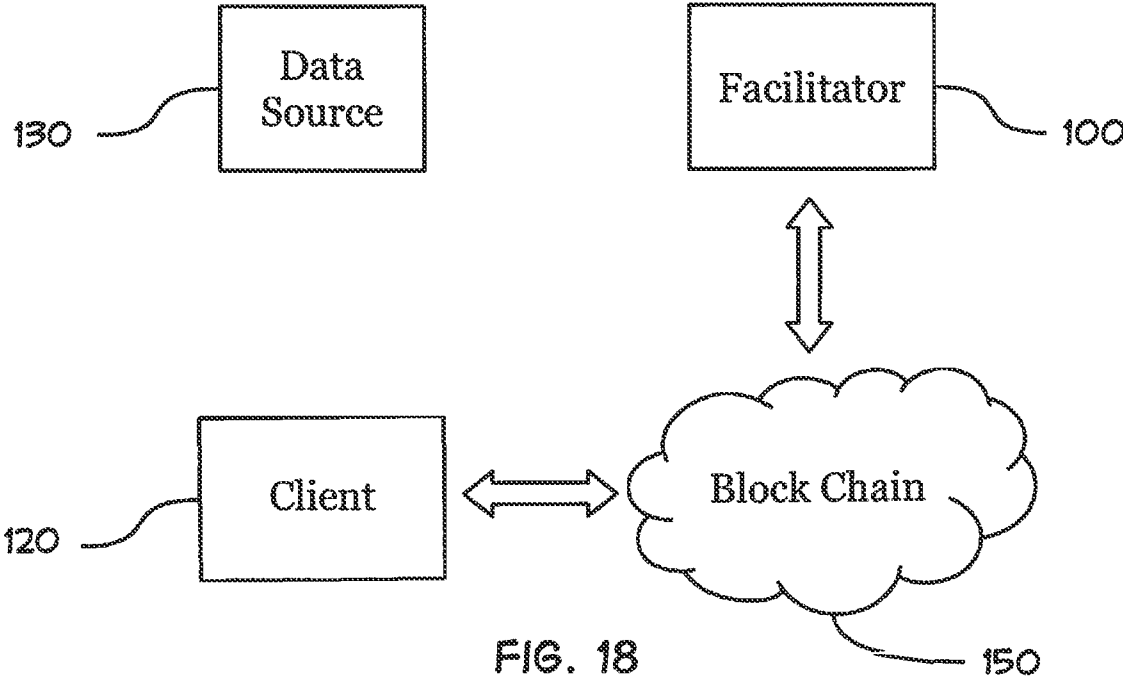 Data
Source
130
Facilitator
100
Client
120
Block Chain
150
FIG. 18